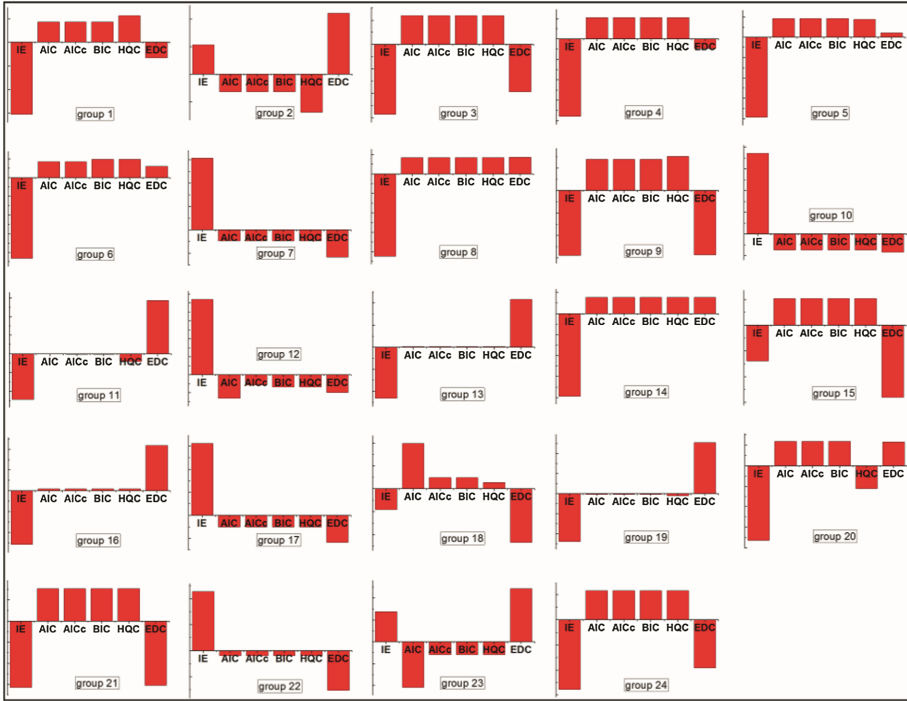 IE AIC AICc BIC HQC EDC
group 1
IE AIC AICc BIC HQC EDC
group 2
IE AIC AICc BIC HQC EDC
group 3
IE AIC AICc BIC HQC EDC
group 4
IE AIC AICc BIC HQC EDC
group 5
IE AIC AICc BIC HQC EDC
group 6
IE AIC AICc BIC HQC EDC
group 7
IE AIC AICc BIC HQC EDC
group 8
IE AIC AICc BIC HQC EDC
group 9
group 10
IE AIC AICc BIC HQC EDC
IE AIC AICc BIC HQC EDC
group 11
group 12
IE AIC AICc BIC HQC EDC
IE AIC AICc BIC HQC EDC
group 13
IE AIC AICc BIC HQC EDC
group 14
IE AIC AICc BIC HQC EDC
group 15
IE AIC AICc BIC HQC EDC
group 16
IE AIC AICc BIC HQC EDC
group 17
IE AIC AICc BIC HQC EDC
group 18
IE AIC AICc BIC HQC EDC
group 19
IE AIC AICc BIC HQC EDC
group 20
IE AIC AICc BIC HQC EDC
group 21
IE AIC AICc BIC HQC EDC
group 22
IE AIC AICc BIC HQC EDC
group 23
IE AIC AICc BIC HQC EDC
group 24